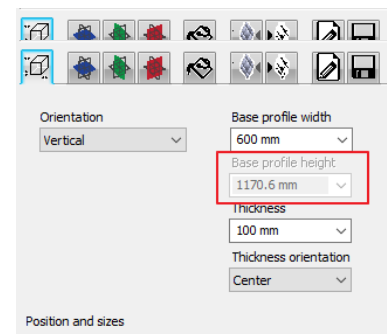 Orientation
Base profile width
Vertical
600 mm
Base profile height
1170.6 mm
Thickness
100 mm
Thickness orientation
Center
Position and sizes